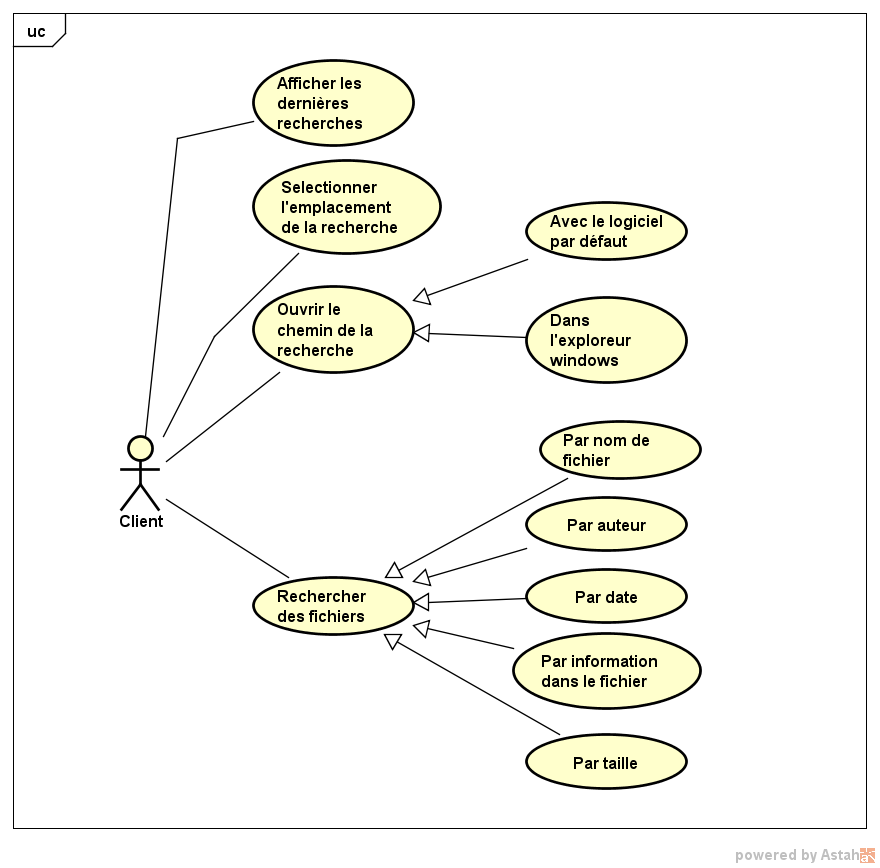 uc
Afficher les
dernières
recherches
Selectionner
l'emplacement
de la recherche
Avec le logiciel
par défaut
Ouvrir le
chemin de la
recherche
Dans
l'exploreur
windows
Par nom de
fichier
Par auteur
Client
Rechercher
des fichiers
Par date
Par information
dans le fichier
Par taille
powered by Astah